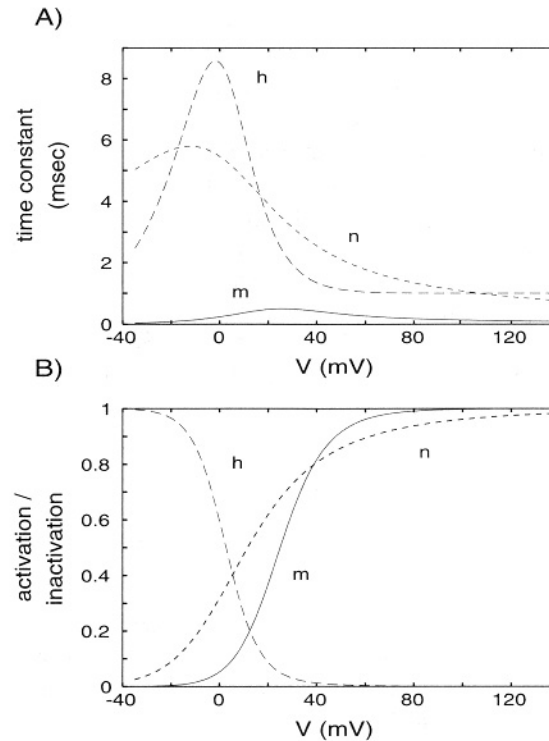 A)
time constant
(msec)
8
6
4
2
0
h
n
m
-40 0 40 80 120
V (mV)
B)
activation /
inactivation
1
0.8
0.6
0.4
0.2
0
h
n
m
-40 0 40 80 120
V (mV)